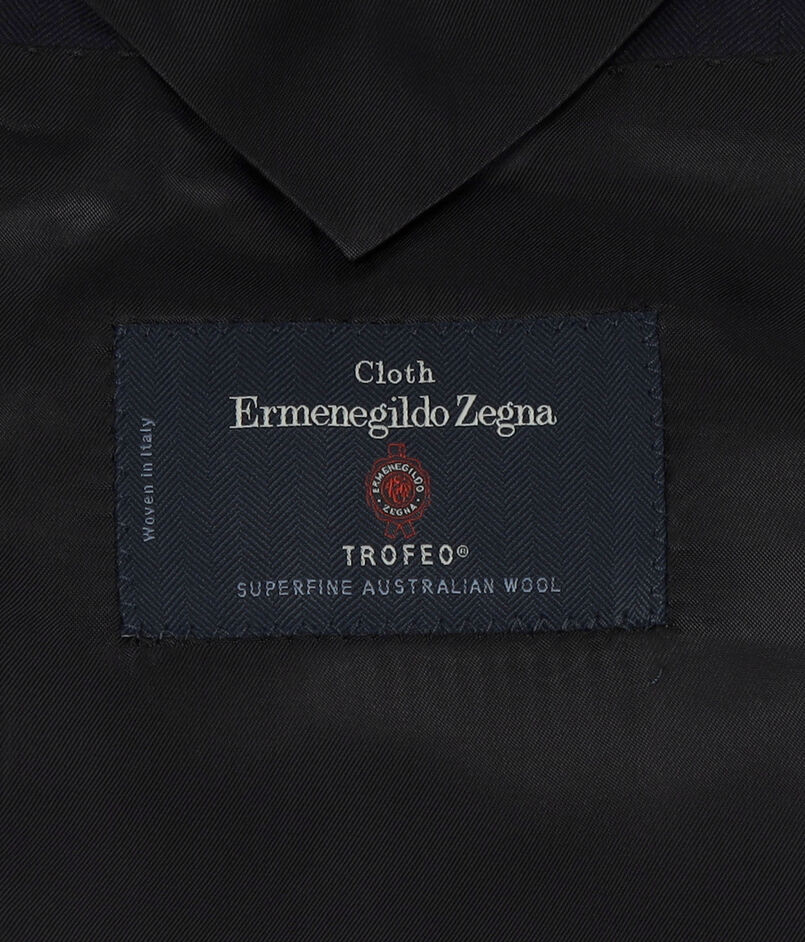 Cloth
Ermenegildo Zegna
ERMENEGILDO
ZEGNA
TROFEO®
SUPERFINE AUSTRALIAN WOOL
Woven in Italy